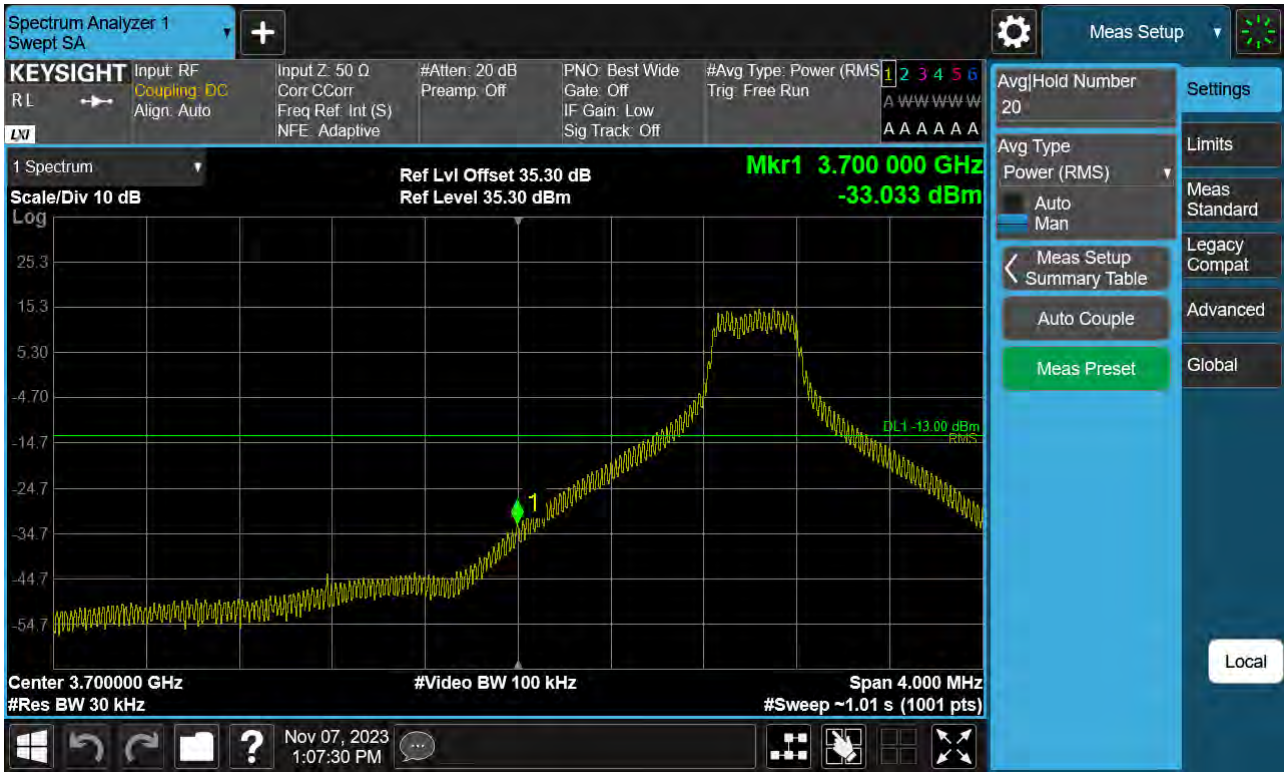 Spectrum Analyzer 1
Swept SA
+
Meas Setup
KEYSIGHT
RL
LXI
Input: RF
Coupling: DC
Align: Auto
Input Z: 50 Ω
Corr CCorr
Freq Ref: Int (S)
NFE: Adaptive
#Atten: 20 dB
Preamp: Off
PNO: Best Wide
Gate: Off
IF Gain: Low
Sig Track: Off
#Avg Type: Power (RMS
Trig: Free Run
1 2 3 4 5 6
A W W W W W
A A A A A A
1 Spectrum
Scale/Div 10 dB
Log
Ref Lvl Offset 35.30 dB
Ref Level 35.30 dBm
Mkr1 3.700 000 GHz
-33.033 dBm
25.3
15.3
5.30
-4.70
-14.7
-24.7
-34.7
-44.7
-54.7
DL1 -13.00 dBm
RMS
1
Center 3.700000 GHz
#Res BW 30 kHz
#Video BW 100 kHz
Span 4.000 MHz
#Sweep ~1.01 s (1001 pts)
Avg|Hold Number
20
Avg Type
Power (RMS)
Auto
Man
Meas Setup
Summary Table
Auto Couple
Meas Preset
Settings
Limits
Meas
Standard
Legacy
Compat
Advanced
Global
Local
?
Nov 07, 2023
1:07:30 PM